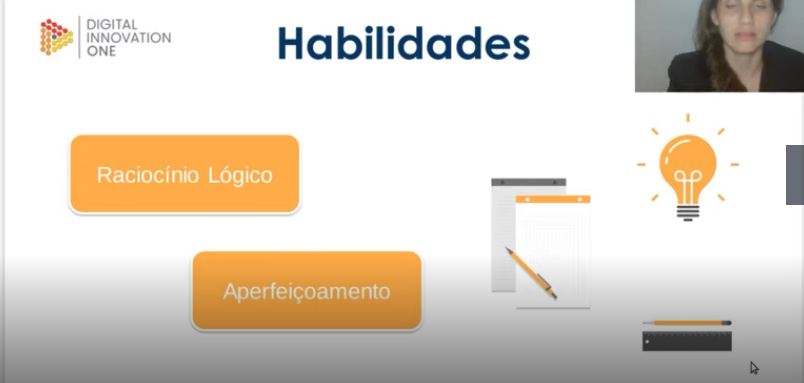 DIGITAL
INNOVATION
ONE
Habilidades
Raciocínio Lógico
Aperfeiçoamento